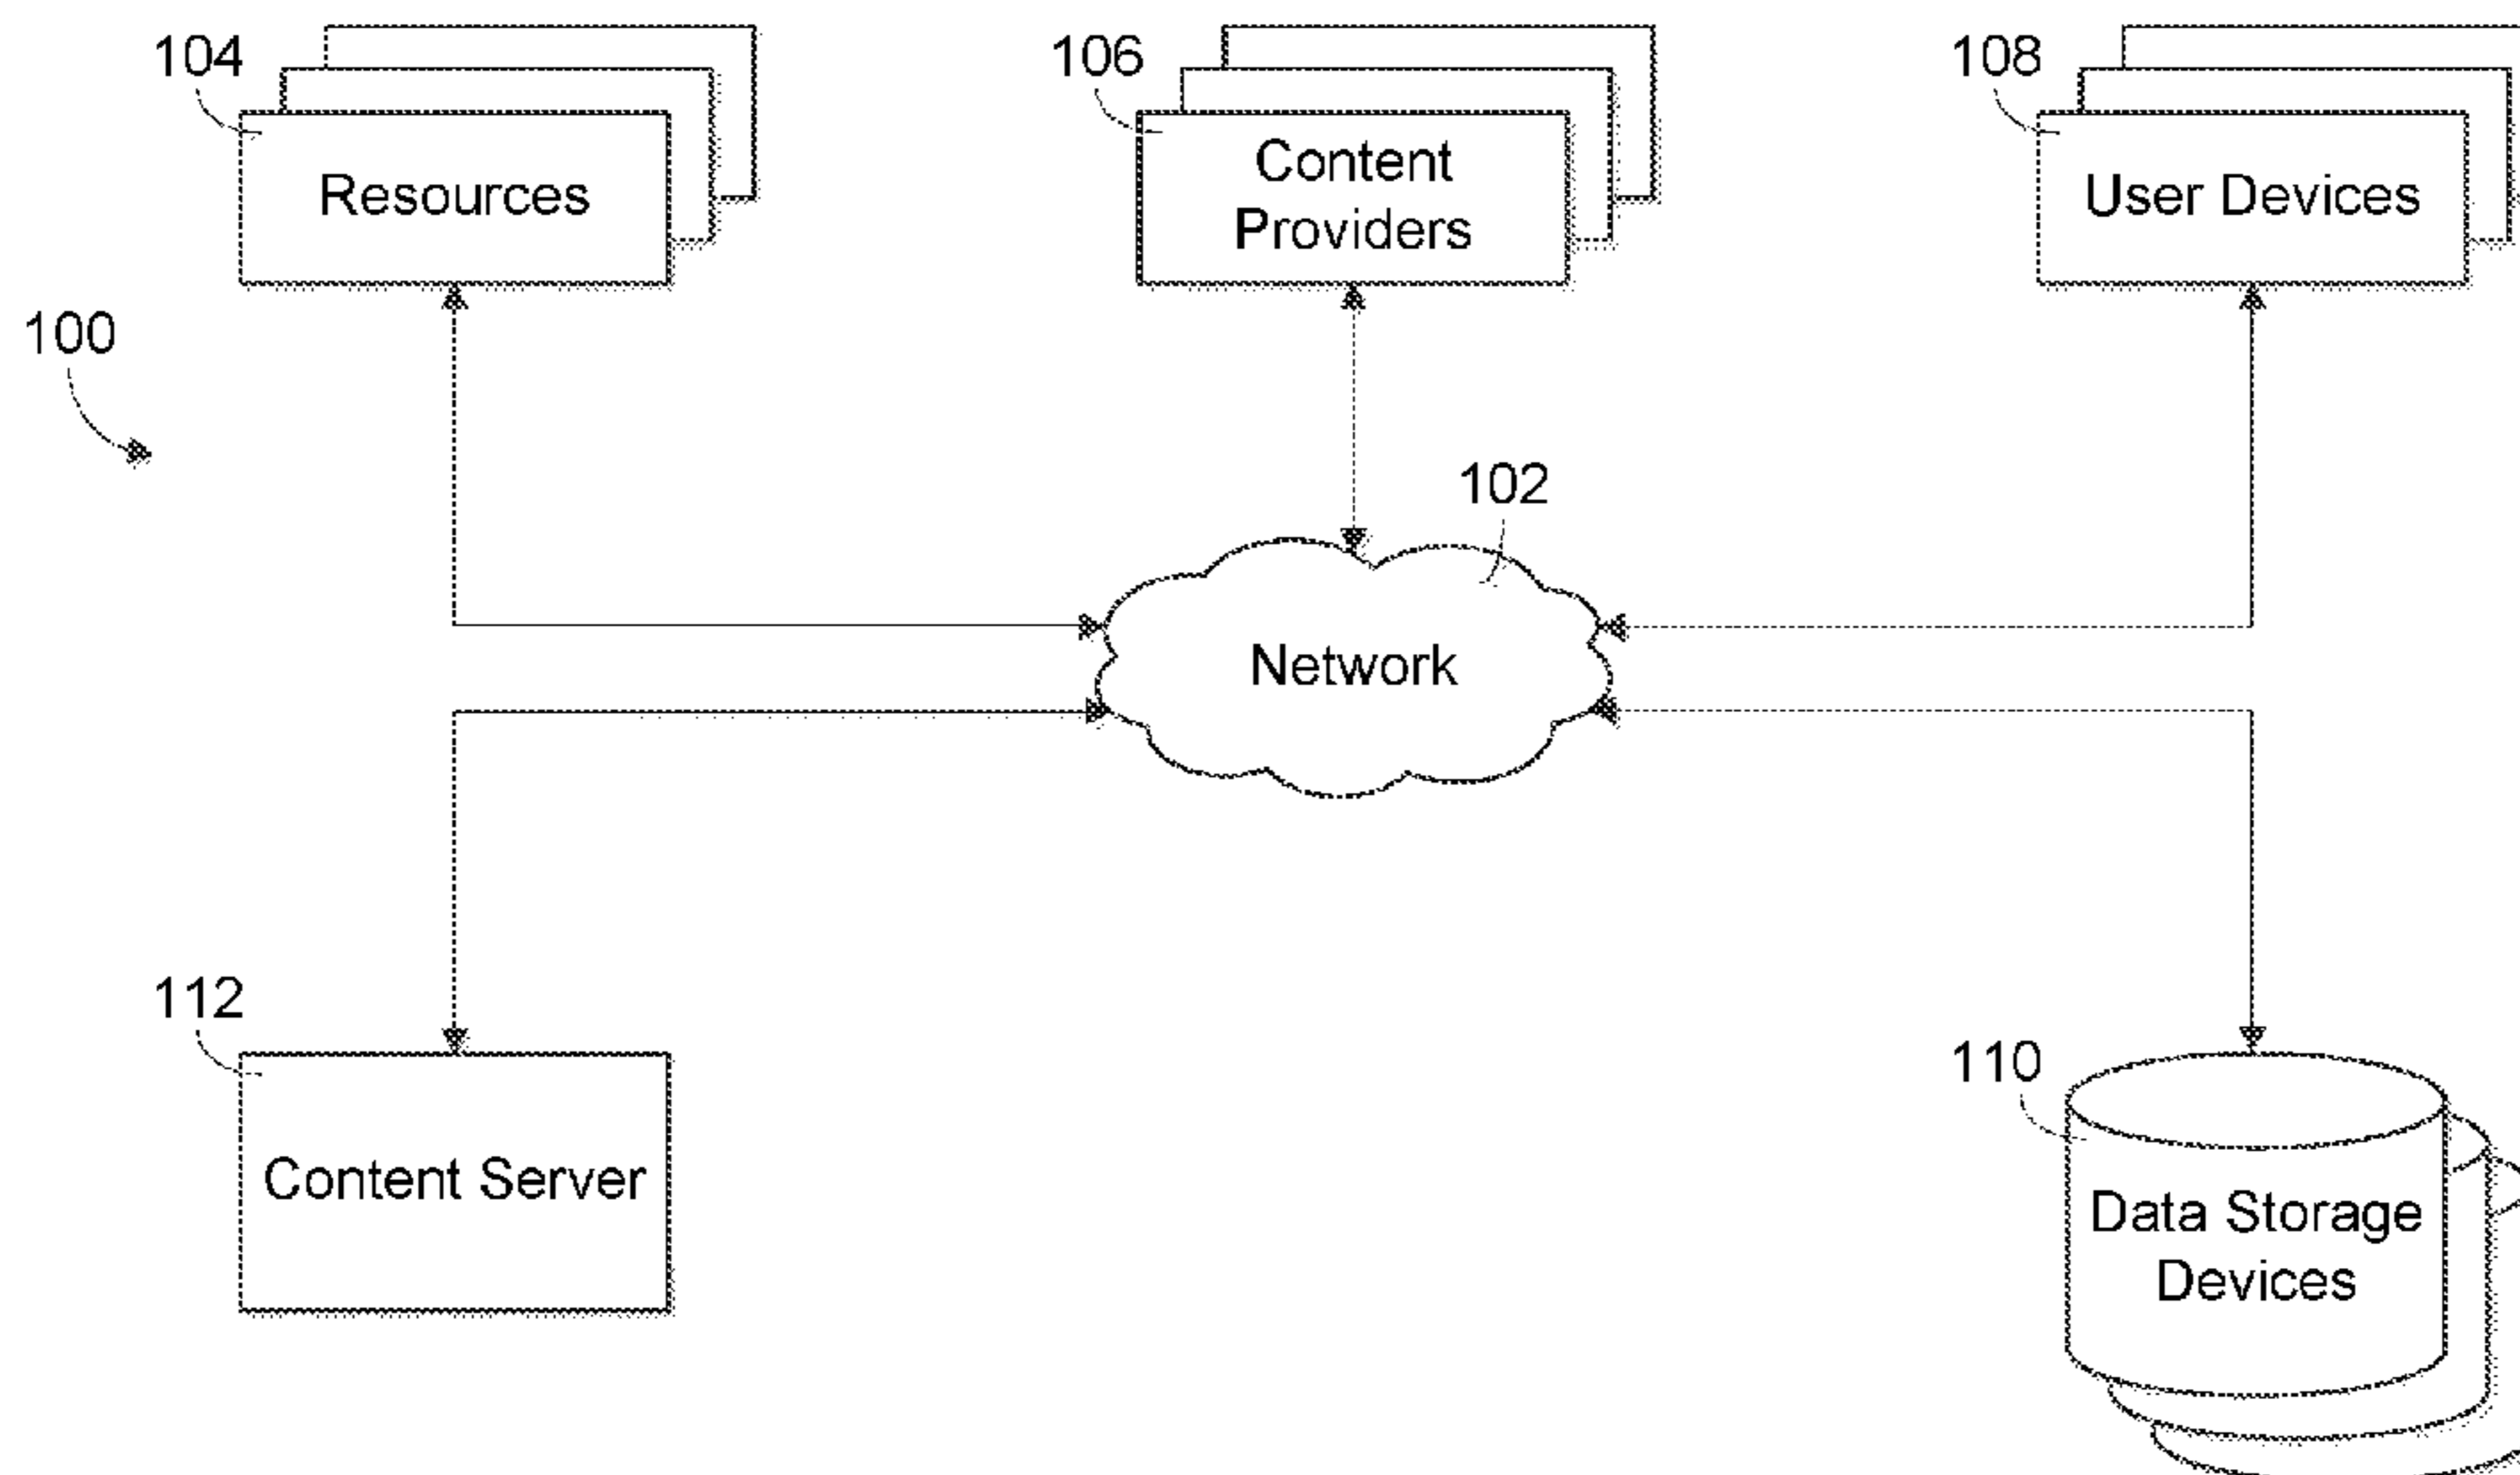 104
106
108
Resources
Content
Providers
User Devices
100
102
Network
112
110
Content Server
Data Storage
Devices